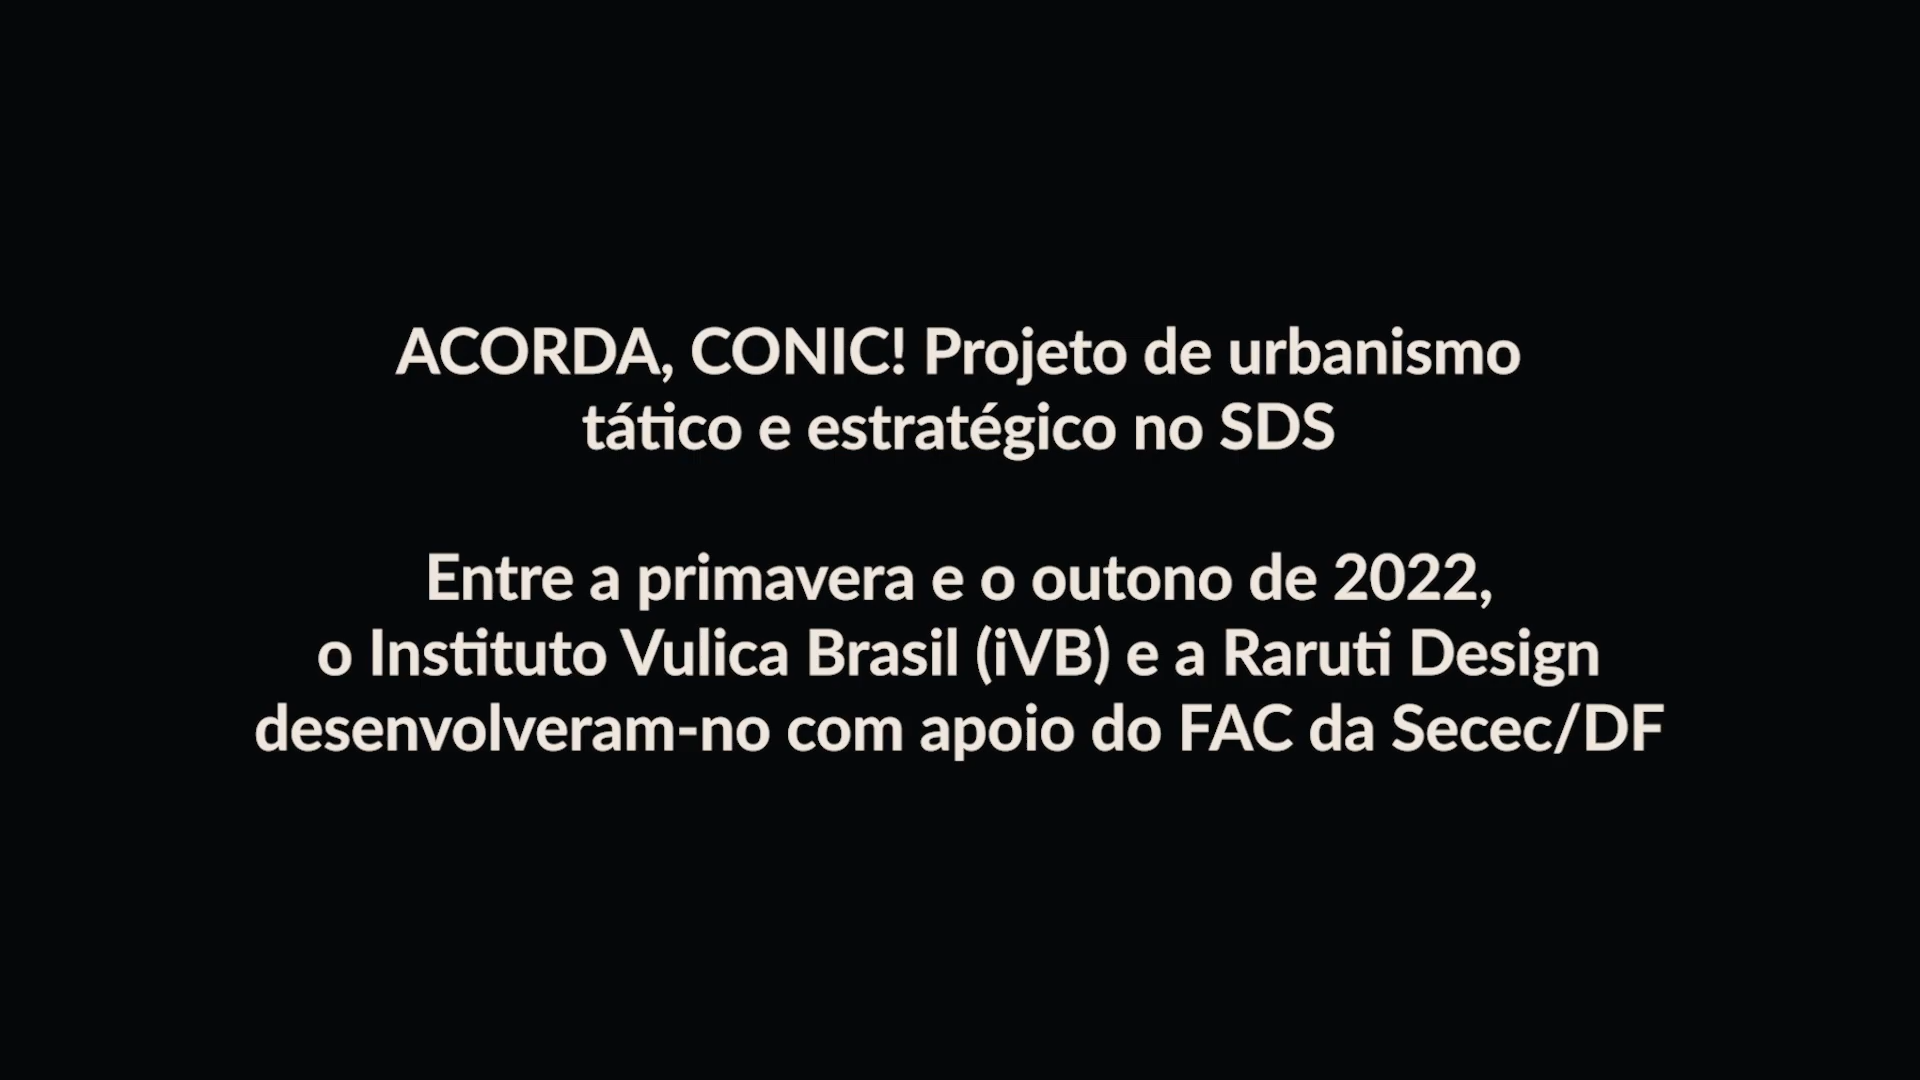 ACORDA, CONIC! Projeto de urbanismo
tático e estratégico no SDS
Entre a primavera e o outono de 2022,
o Instituto Vulica Brasil (iVB) e a Raruti Design
desenvolveram-no com apoio do FAC da Secec/DF